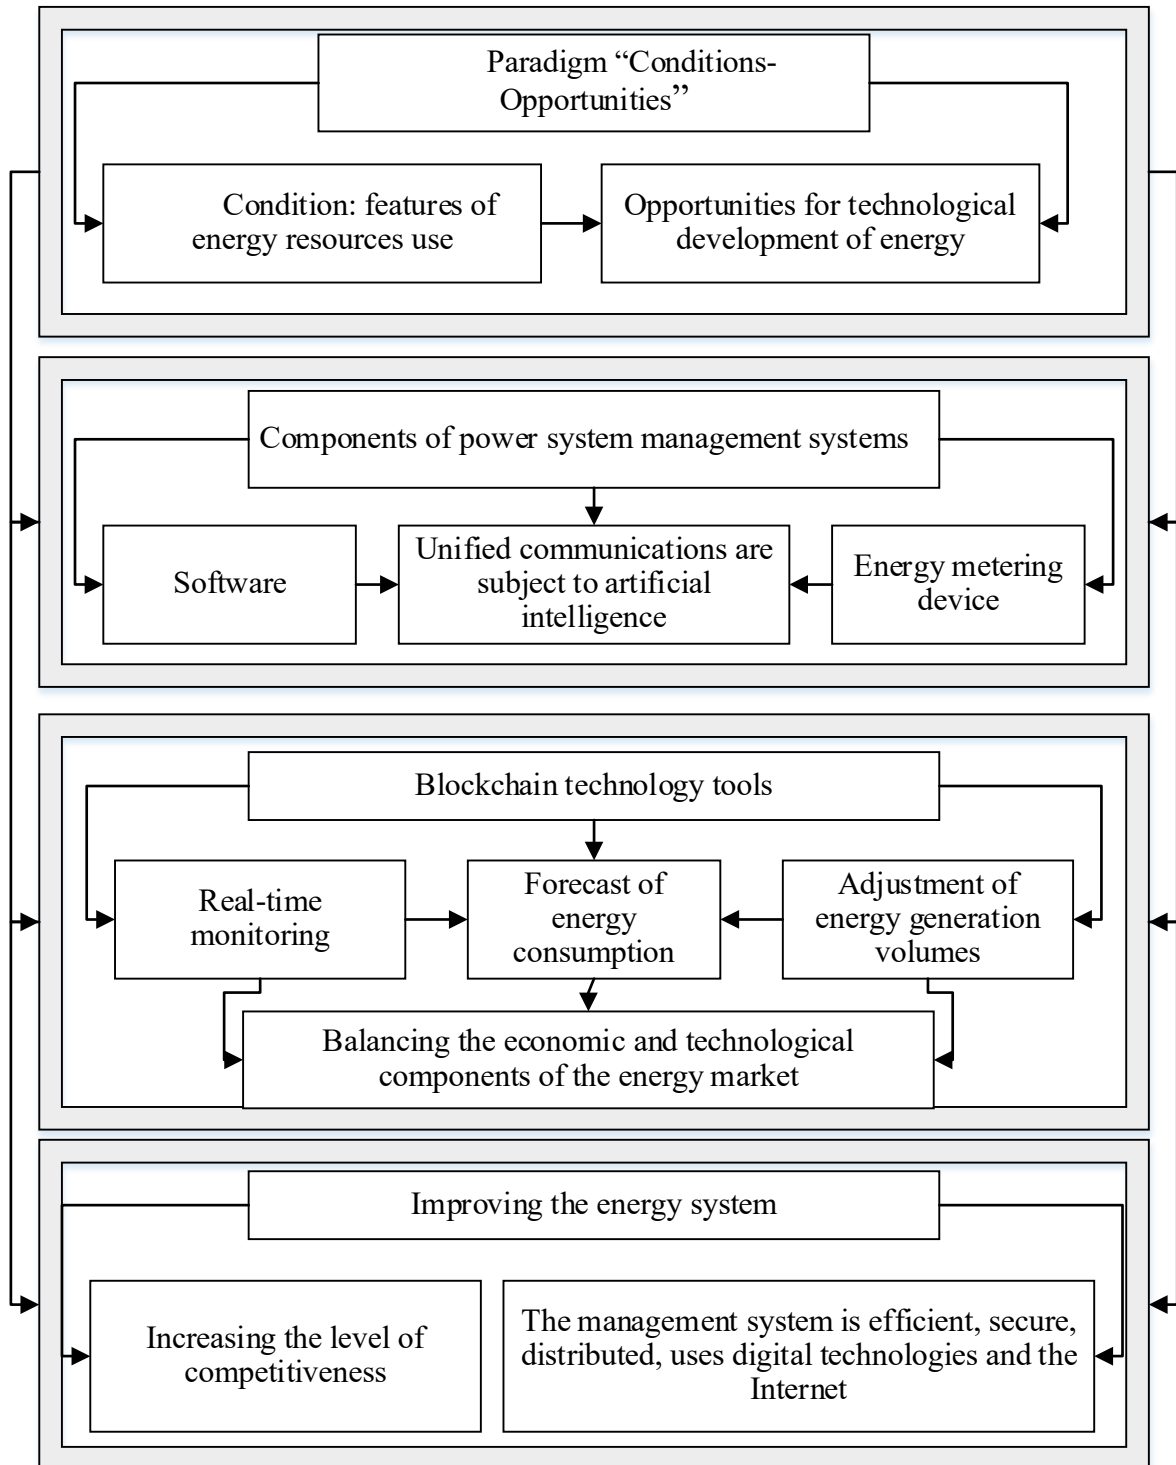 Paradigm “Conditions-
Opportunities”
Condition: features of
energy resources use
Opportunities for technological
development of energy
Components of power system management systems
Software
Unified communications are
subject to artificial
intelligence
Energy metering
device
Blockchain technology tools
Real-time
monitoring
Forecast of
energy
consumption
Adjustment of
energy generation
volumes
Balancing the economic and technological
components of the energy market
Improving the energy system
Increasing the level of
competitiveness
The management system is efficient, secure,
distributed, uses digital technologies and the
Internet